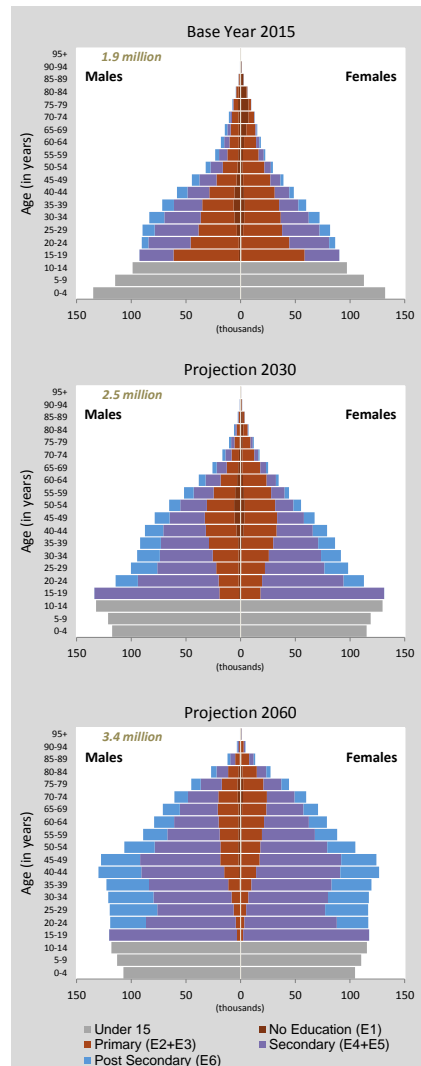 Base Year 2015
1.9 million
Males
Females
Age (in years)
95+
90-94
85-89
80-84
75-79
70-74
65-69
60-64
55-59
50-54
45-49
40-44
35-39
30-34
25-29
20-24
15-19
10-14
5-9
0-4
150 100 50 0 50 100 150
(thousands)
Projection 2030
2.5 million
Males
Females
Age (in years)
95+
90-94
85-89
80-84
75-79
70-74
65-69
60-64
55-59
50-54
45-49
40-44
35-39
30-34
25-29
20-24
15-19
10-14
5-9
0-4
150 100 50 0 50 100 150
(thousands)
Projection 2060
3.4 million
Males
Females
Age (in years)
95+
90-94
85-89
80-84
75-79
70-74
65-69
60-64
55-59
50-54
45-49
40-44
35-39
30-34
25-29
20-24
15-19
10-14
5-9
0-4
150 100 50 0 50 100 150
(thousands)
Under 15 No Education (E1)
Primary (E2+E3) Secondary (E4+E5)
Post Secondary (E6)